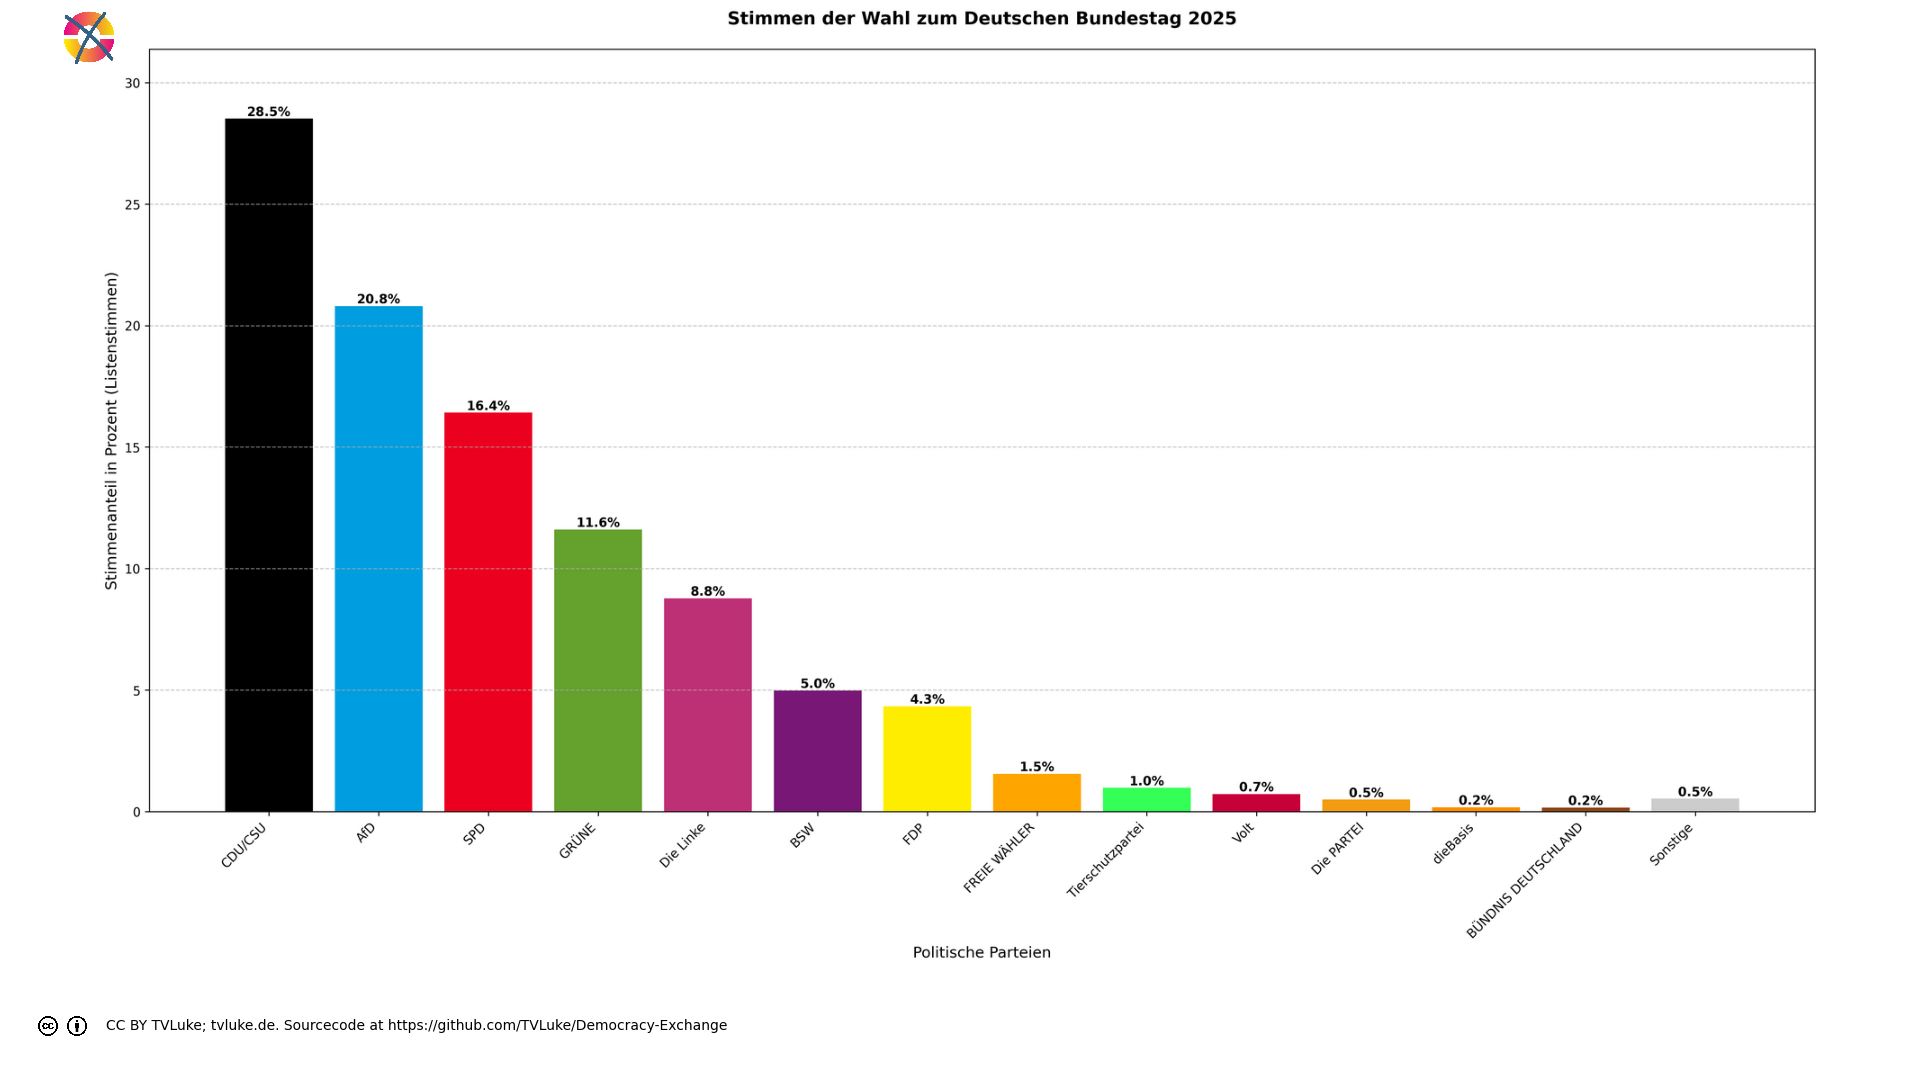 Stimmen der Wahl zum Deutschen Bundestag 2025
Stimmenanteil in Prozent (Listenstimmen)
30
25
20
15
10
5
0
28.5%
20.8%
16.4%
11.6%
8.8%
5.0%
4.3%
1.5%
1.0%
0.7%
0.5%
0.2%
0.2%
0.5%
CDU/CSU
AfD
SPD
GRÜNE
Die Linke
BSW
FDP
FREIE WÄHLER
Tierschutzpartei
Volt
Die PARTEI
dieBasis
BÜNDNIS DEUTSCHLAND
Sonstige
Politische Parteien
cc CC BY TVLuke; tvluke.de. Sourcecode at https://github.com/TVLuke/Democracy-Exchange